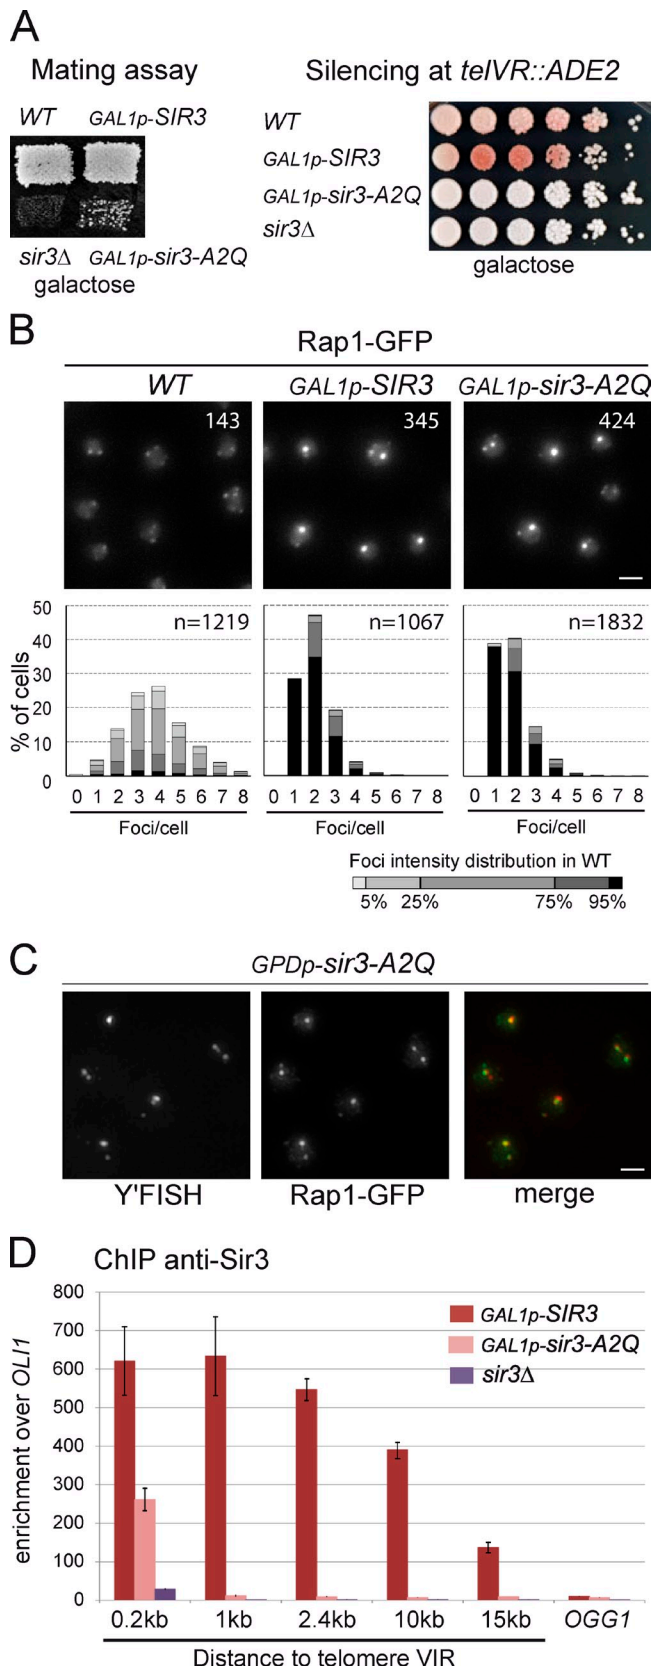 A
Mating assay
WT GAL1p-SIR3
sir3Δ GAL1p-sir3-A2Q
galactose
Silencing at telVR::ADE2
WT
GAL1p-SIR3
GAL1p-sir3-A2Q
sir3Δ
galactose
B
Rap1-GFP
WT GAL1p-SIR3 GAL1p-sir3-A2Q
143 345 424
50
40
30
20
10
0
% of cells
n=1219 n=1067 n=1832
0 1 2 3 4 5 6 7 8 0 1 2 3 4 5 6 7 8 0 1 2 3 4 5 6 7 8
Foci/cell Foci/cell Foci/cell
Foci intensity distribution in WT
5% 25% 75% 95%
C
GPDp-sir3-A2Q
Y'FISH Rap1-GFP merge
D
ChIP anti-Sir3
800
700
600
500
400
300
200
100
0
enrichment over OLI1
GAL1p-SIR3
GAL1p-sir3-A2Q
sir3Δ
0.2kb 1kb 2.4kb 10kb 15kb OGG1
Distance to telomere VIR